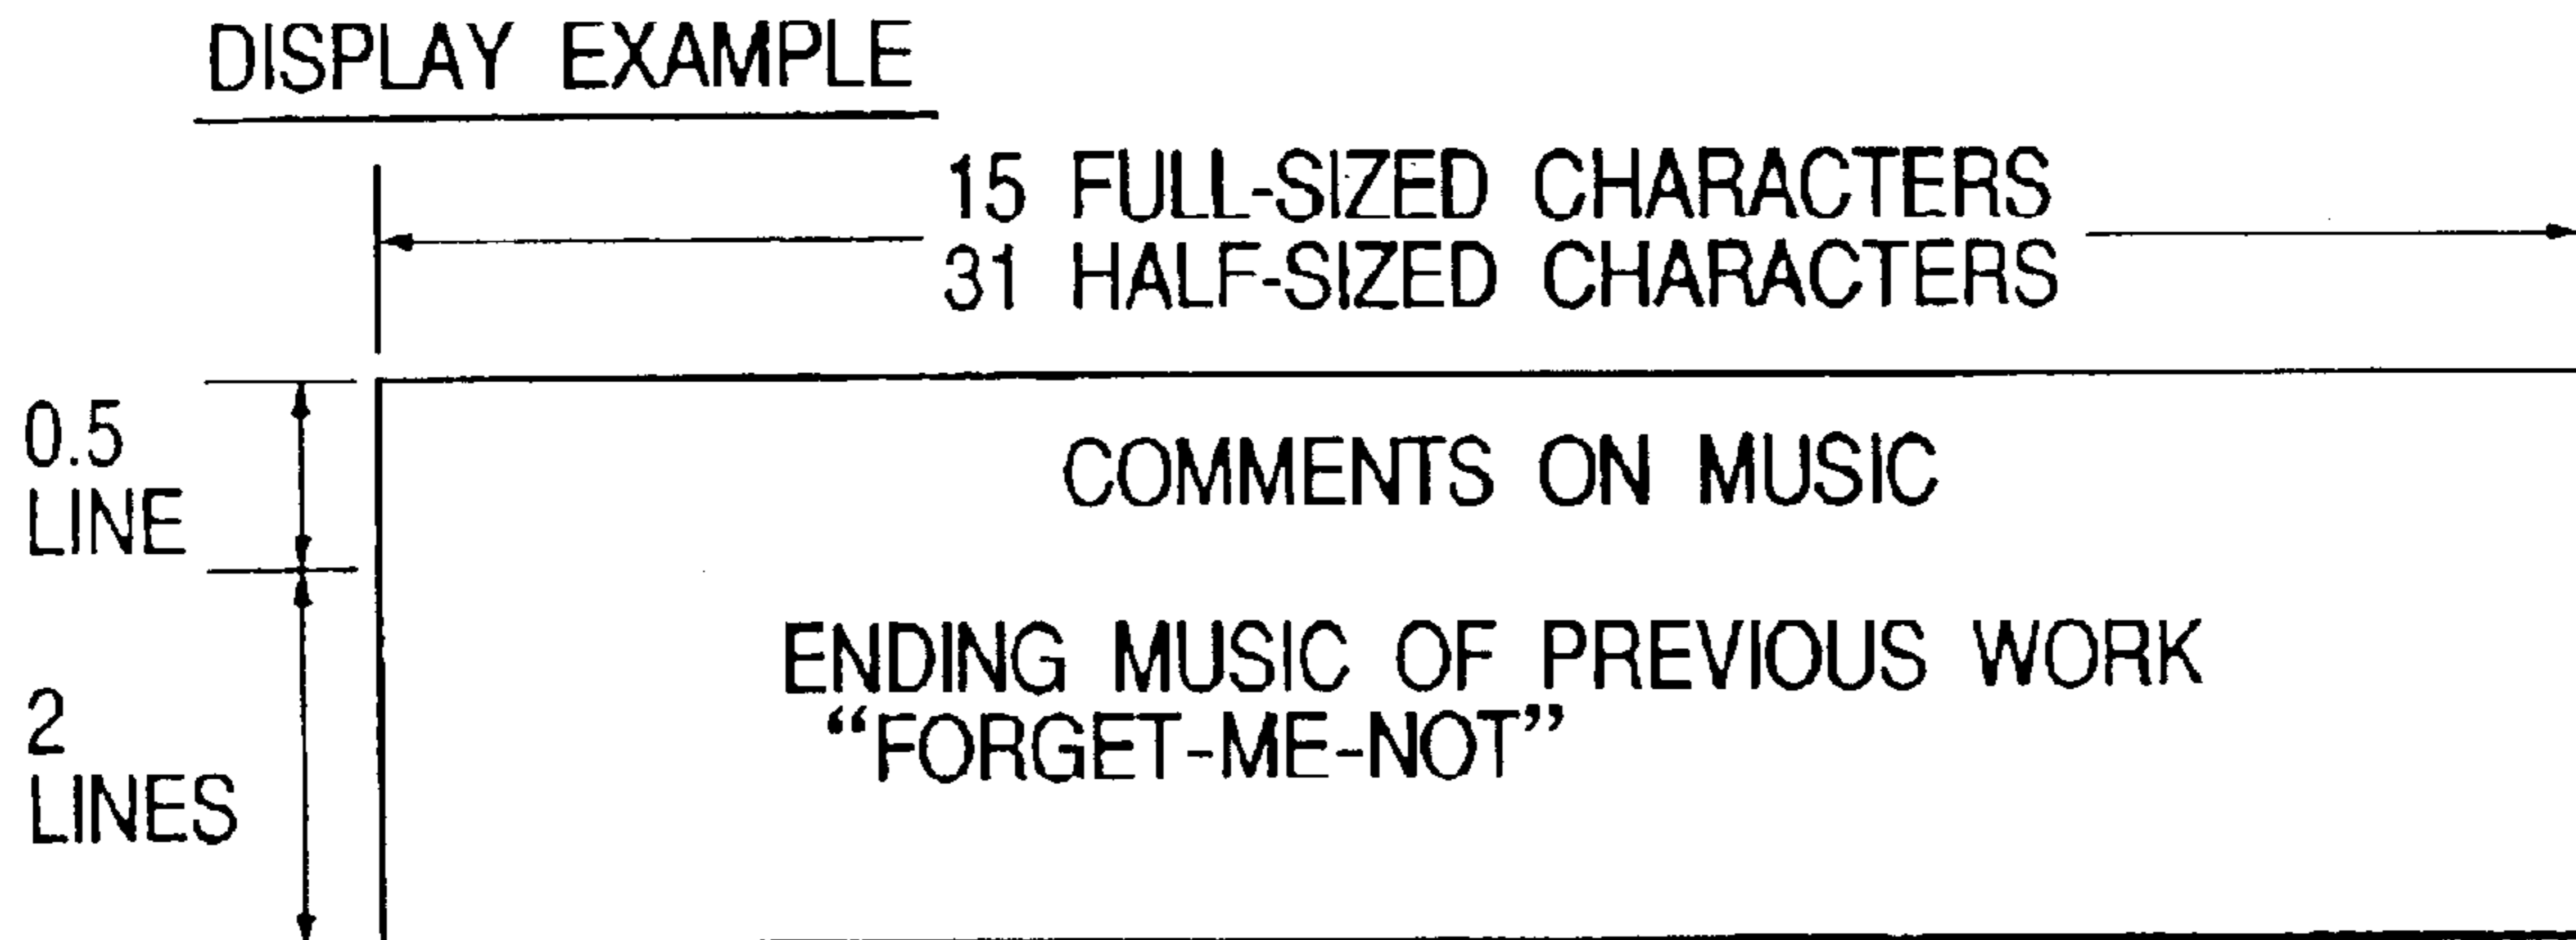 DISPLAY EXAMPLE
15 FULL-SIZED CHARACTERS
31 HALF-SIZED CHARACTERS
0.5
LINE
COMMENTS ON MUSIC
2
LINES
ENDING MUSIC OF PREVIOUS WORK
“FORGET-ME-NOT”